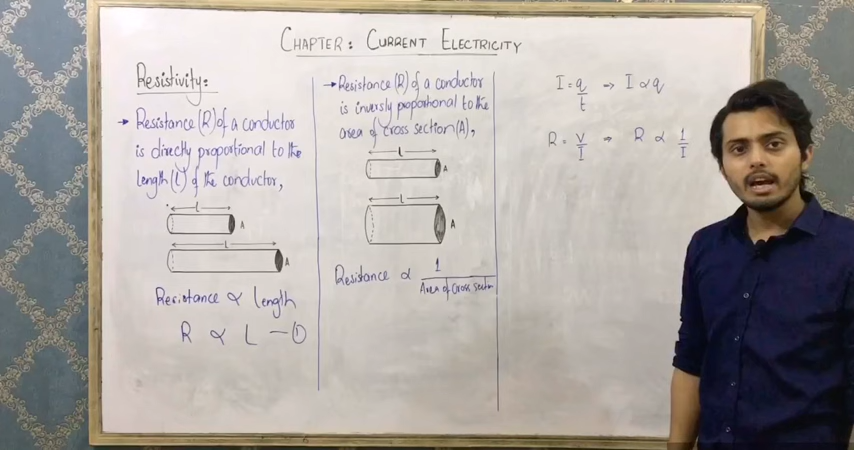 CHAPTER: CURRENT ELECTRICITY
Resistivity:
→ Resistance (R) of a conductor
is directly proportional to the
length (L) of the conductor,
L
A
L
A
Resistance ∝ length
R ∝ L — ①
→ Resistance (R) of a conductor
is inversly proportional to the
area of cross section (A),
L
A
L
A
Resistance ∝ 1
Area of cross section
I = q/t ⇒ I ∝ q
R = V/I ⇒ R ∝ 1/I